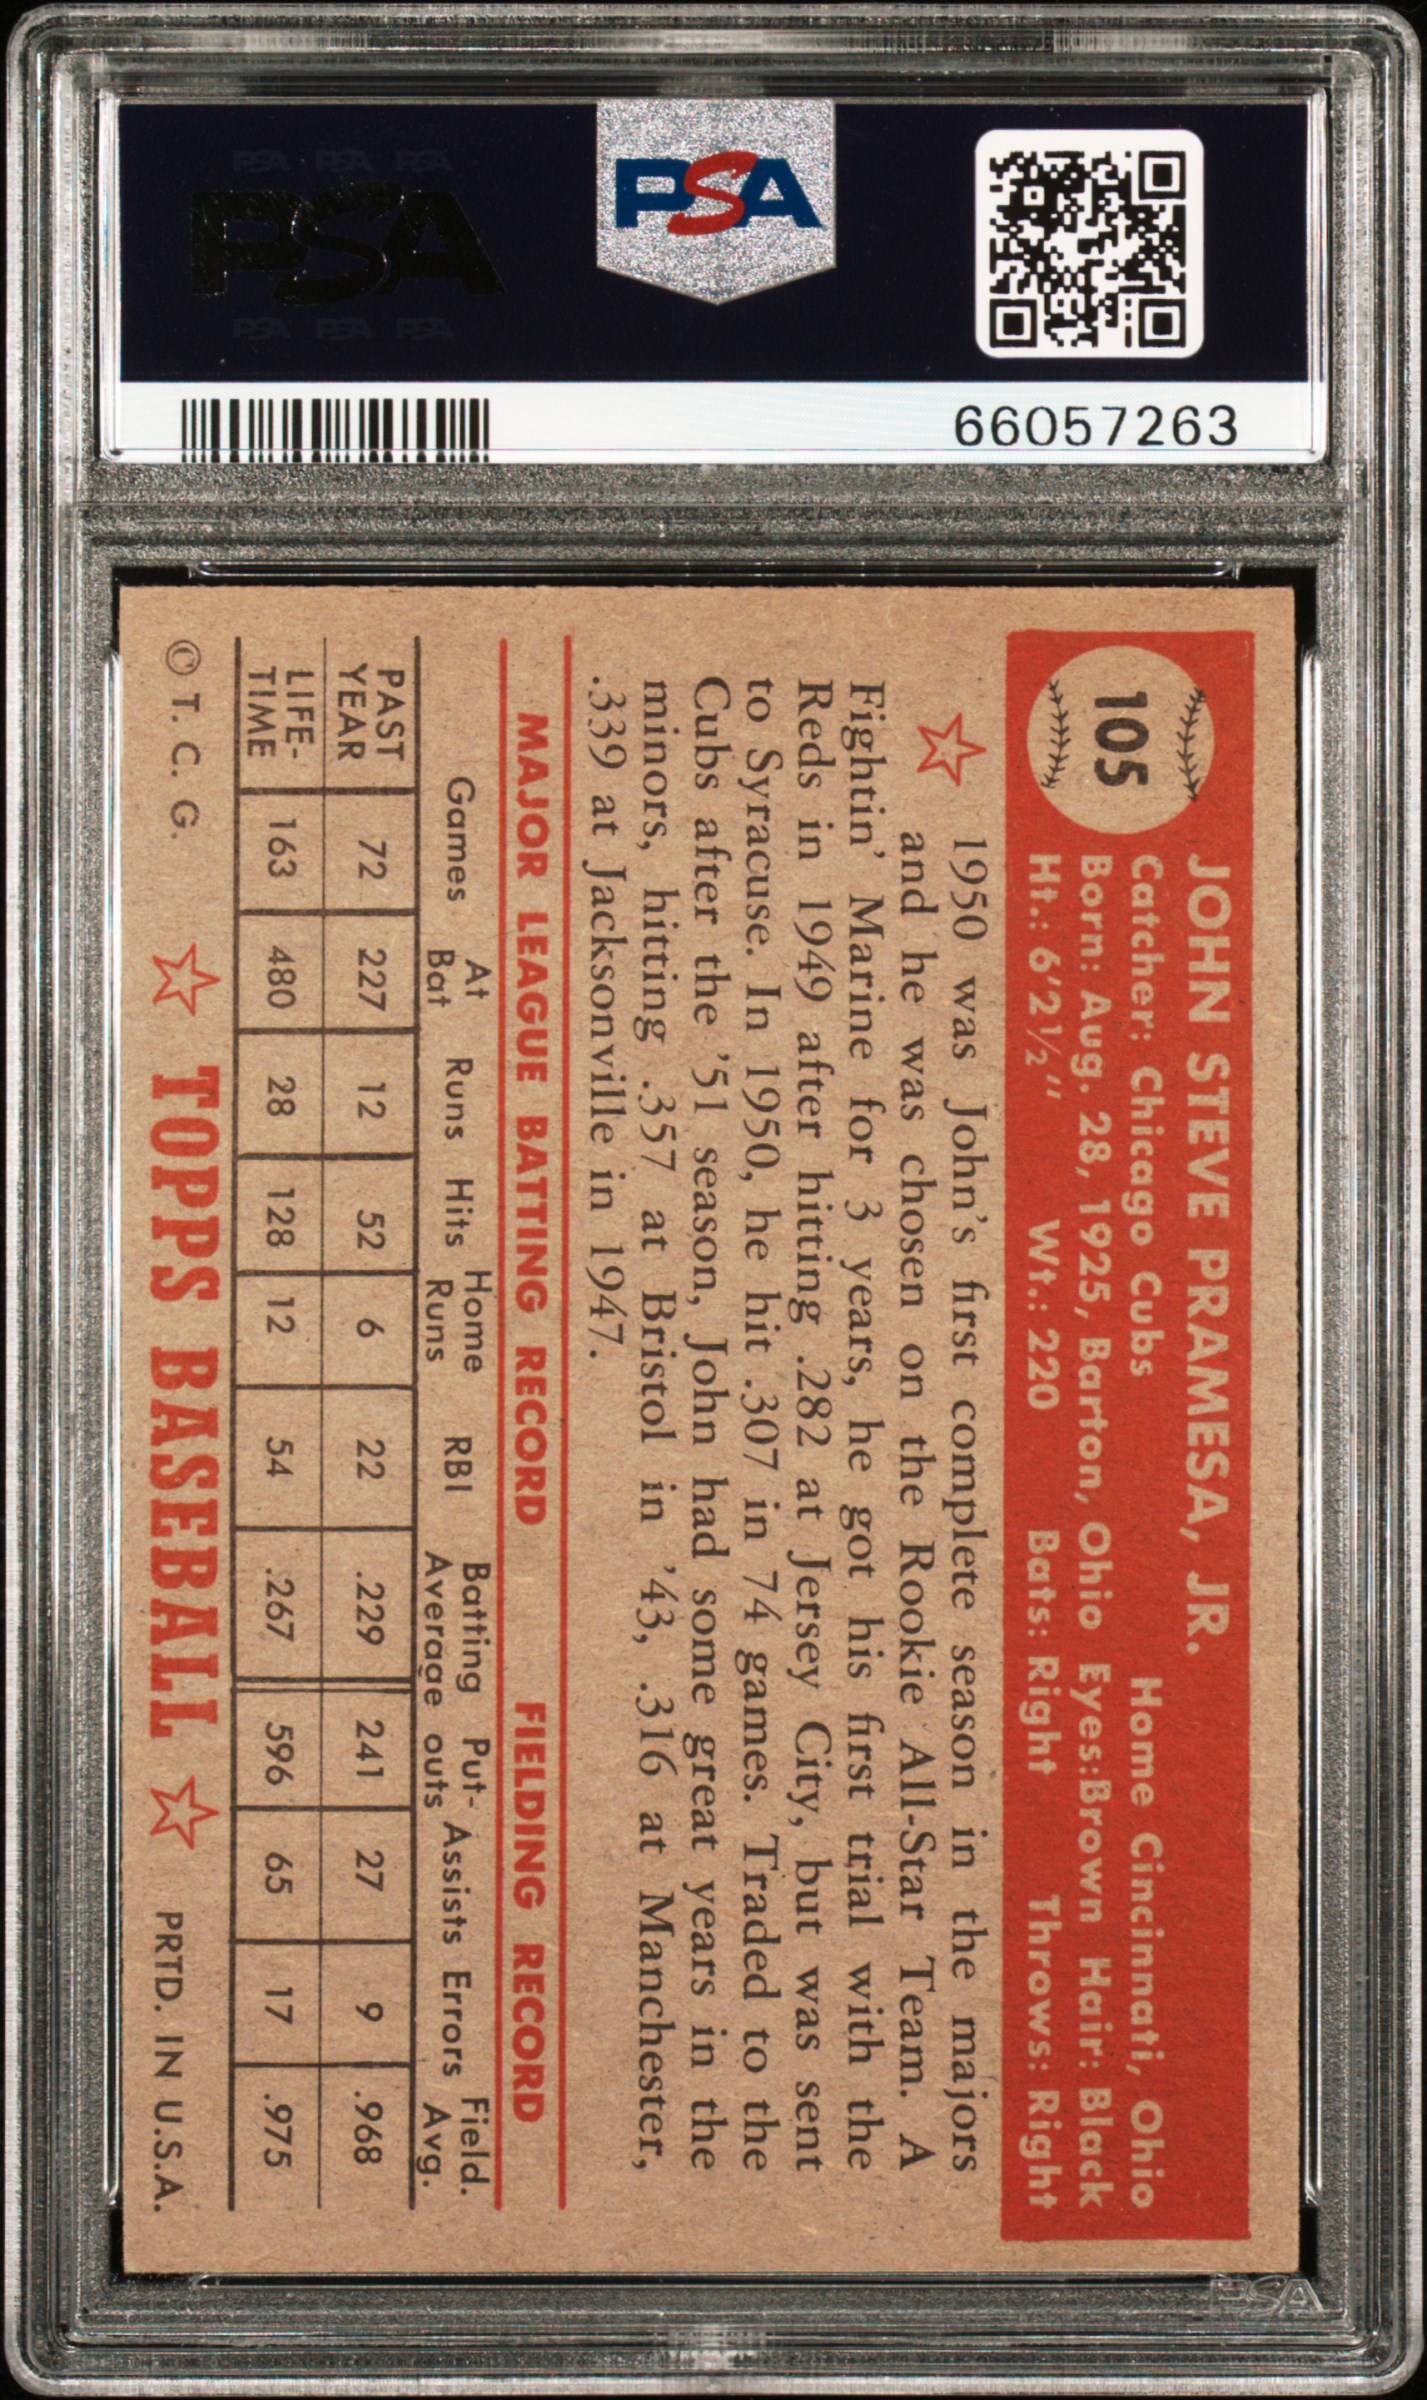 PSA PSA PSA
PSA
PSA PSA PSA
PSA
66057263
105
JOHN STEVE PRAMESA, JR.
Catcher: Chicago Cubs Home Cincinnati, Ohio
Born: Aug. 28, 1925, Barton, Ohio Eyes:Brown Hair: Black
Ht.: 6'2½" Wt.: 220 Bats: Right Throws: Right
1950 was John's first complete season in the majors
and he was chosen on the Rookie All-Star Team. A
Fightin' Marine for 3 years, he got his first trial with the
Reds in 1949 after hitting .282 at Jersey City, but was sent
to Syracuse. In 1950, he hit .307 in 74 games. Traded to the
Cubs after the '51 season, John had some great years in the
minors, hitting .357 at Bristol in '43, .316 at Manchester,
.339 at Jacksonville in 1947.
MAJOR LEAGUE BATTING RECORD FIELDING RECORD
Games At Bat Runs Hits Home Runs RBI Batting Average Put-outs Assists Errors Field. Avg.
PAST YEAR 72 227 12 52 6 22 .229 241 27 9 .968
LIFE-TIME 163 480 28 128 12 54 .267 596 65 17 .975
© T. C. G. TOPPS BASEBALL PRTD. IN U.S.A.
PSA